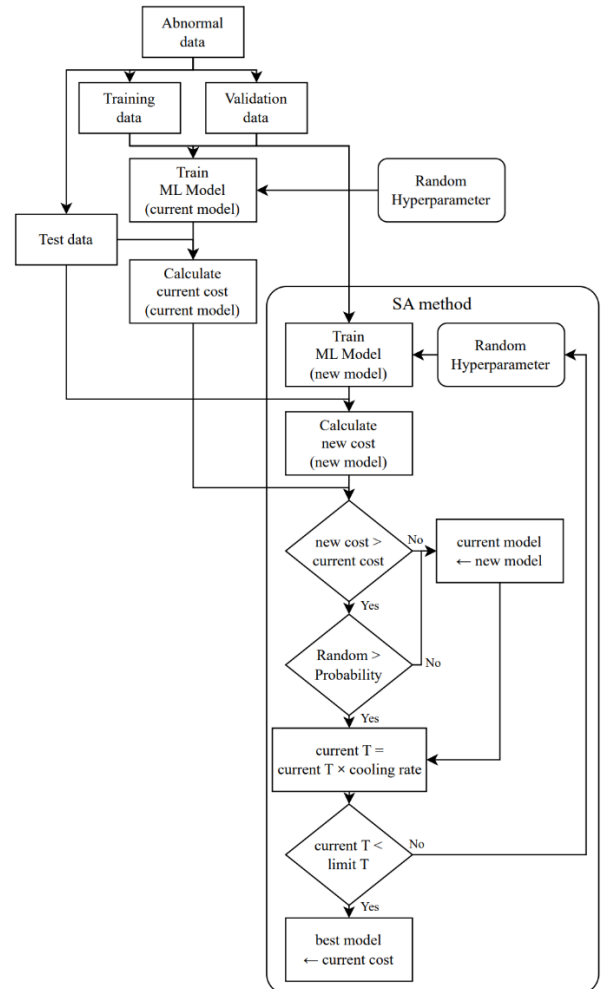 Abnormal
data
Training
data
Validation
data
Train
ML Model
(current model)
Random
Hyperparameter
Test data
Calculate
current cost
(current model)
SA method
Train
ML Model
(new model)
Random
Hyperparameter
Calculate
new cost
(new model)
new cost >
current cost
No
current model
← new model
Yes
Random >
Probability
No
Yes
current T =
current T × cooling rate
current T <
limit T
No
Yes
best model
← current cost